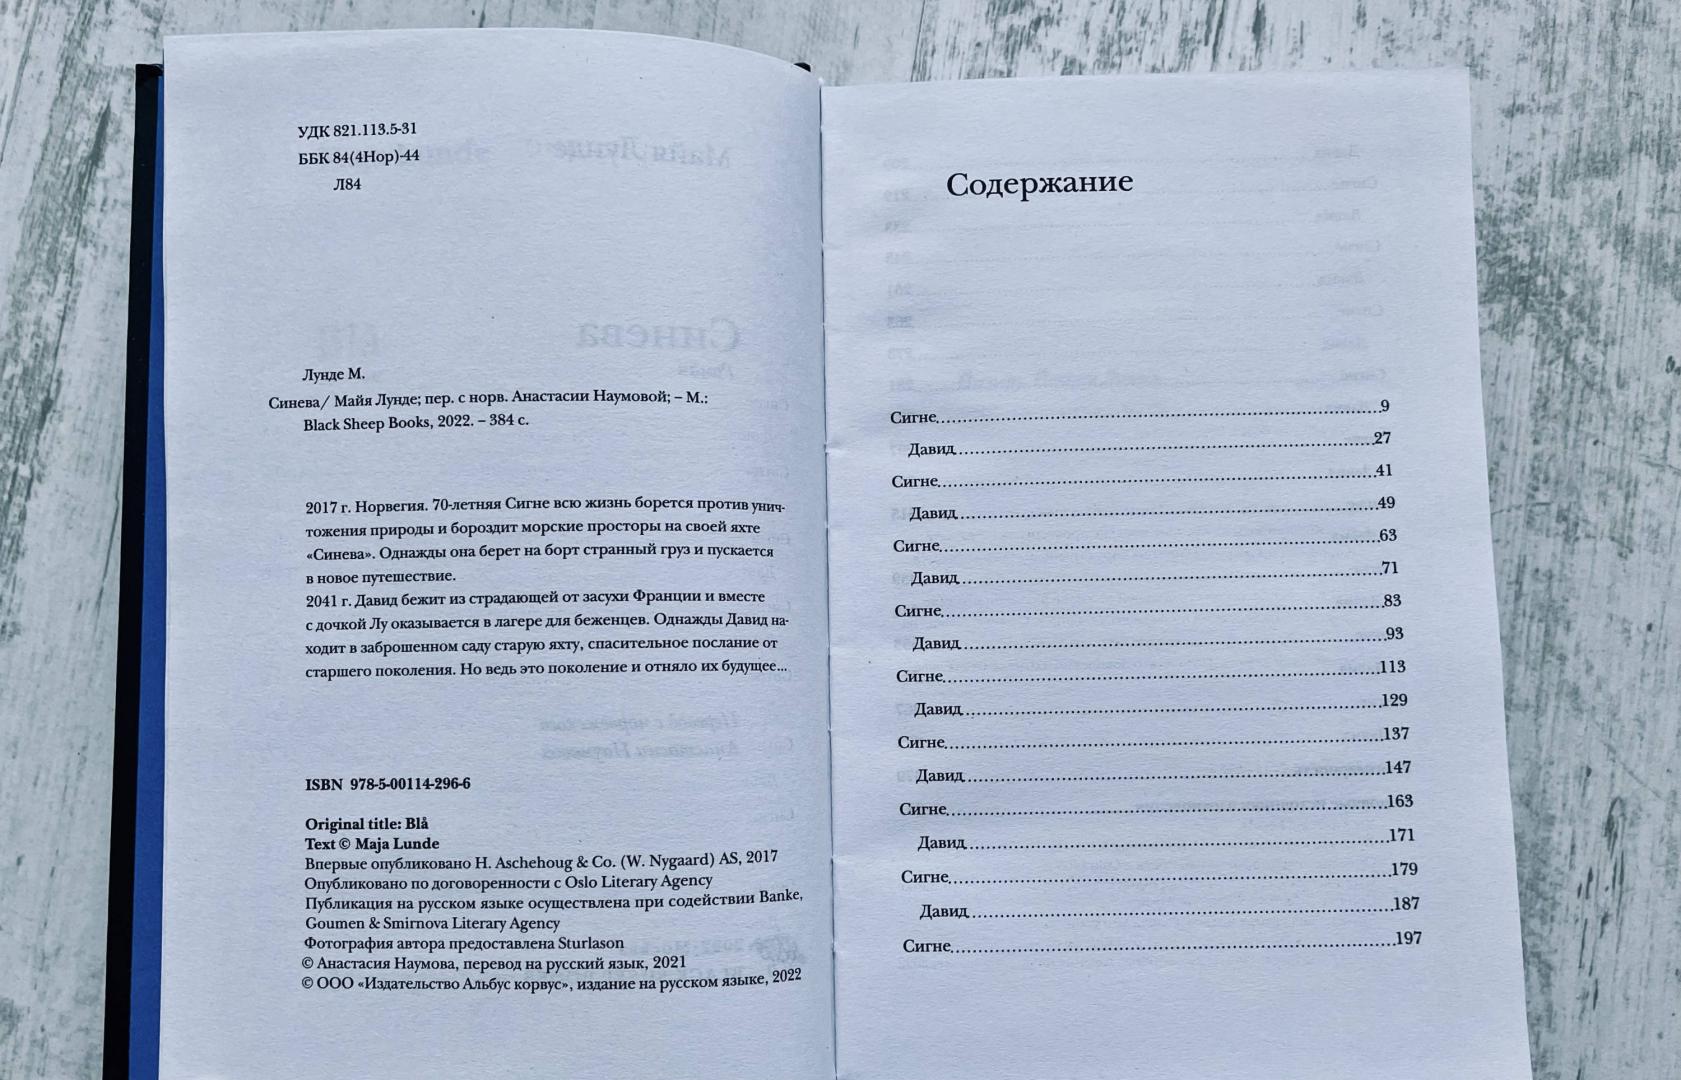 УДК 821.113.5-31
ББК 84(4Нор)-44
Л84
Лунде М.
Синева/ Майя Лунде; пер. с норв. Анастасии Наумовой; – М.:
Black Sheep Books, 2022. – 384 с.
2017 г. Норвегия. 70-летняя Сигне всю жизнь борется против унич-
тожения природы и бороздит морские просторы на своей яхте
«Синева». Однажды она берет на борт странный груз и пускается
в новое путешествие.
2041 г. Давид бежит из страдающей от засухи Франции и вместе
с дочкой Лу оказывается в лагере для беженцев. Однажды Давид на-
ходит в заброшенном саду старую яхту, спасительное послание от
старшего поколения. Но ведь это поколение и отняло их будущее...
ISBN 978-5-00114-296-6
Original title: Blå
Text © Maja Lunde
Впервые опубликовано H. Aschehoug & Co. (W. Nygaard) AS, 2017
Опубликовано по договоренности с Oslo Literary Agency
Публикация на русском языке осуществлена при содействии Banke,
Goumen & Smirnova Literary Agency
Фотография автора предоставлена Sturlason
© Анастасия Наумова, перевод на русский язык, 2021
© ООО «Издательство Альбус корвус», издание на русском языке, 2022
Содержание
Сигне 9
Давид 27
Сигне 41
Давид 49
Сигне 63
Давид 71
Сигне 83
Давид 93
Сигне 113
Давид 129
Сигне 137
Давид 147
Сигне 163
Давид 171
Сигне 179
Давид 187
Сигне 197